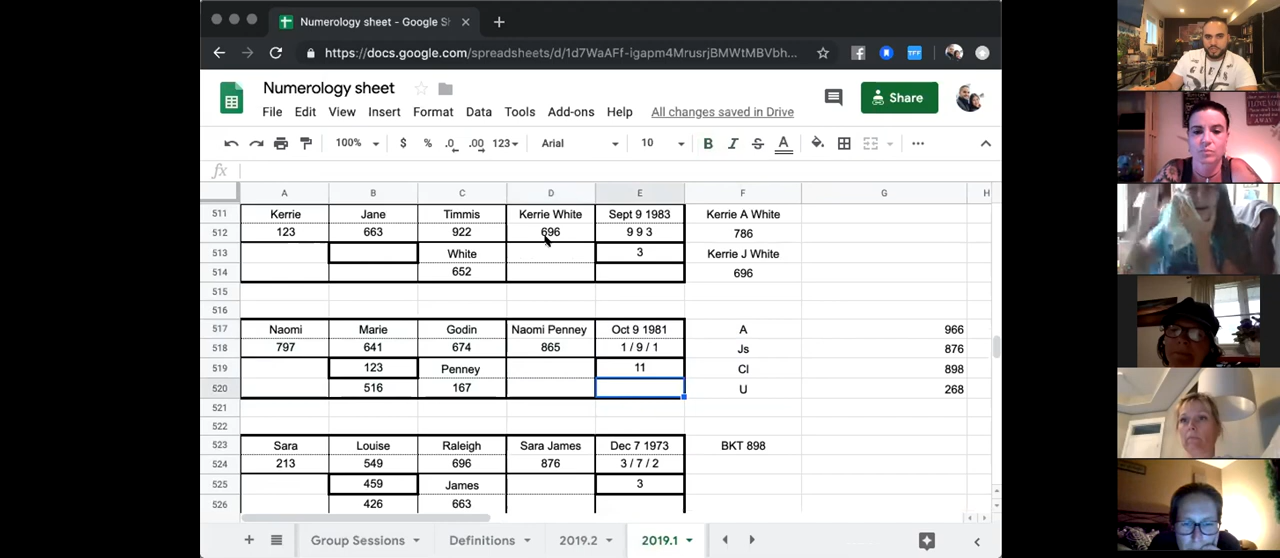 Numerology sheet - Google Sh
https://docs.google.com/spreadsheets/d/1d7WaAFf-igapm4MrusrjBMWtMBVbh...
Numerology sheet
File Edit View Insert Format Data Tools Add-ons Help All changes saved in Drive
Share
100% $ % .0 .00 123 Arial 10 B I S A
fx
A B C D E F G H
511 Kerrie Jane Timmis Kerrie White Sept 9 1983 Kerrie A White
512 123 663 922 696 9 9 3 786
513 White 3 Kerrie J White
514 652 696
515
516
517 Naomi Marie Godin Naomi Penney Oct 9 1981 A 966
518 797 641 674 865 1 / 9 / 1 Js 876
519 123 Penney 11 Cl 898
520 516 167 U 268
521
522
523 Sara Louise Raleigh Sara James Dec 7 1973 BKT 898
524 213 549 696 876 3 / 7 / 2
525 459 James 3
526 426 663
Group Sessions Definitions 2019.2 2019.1